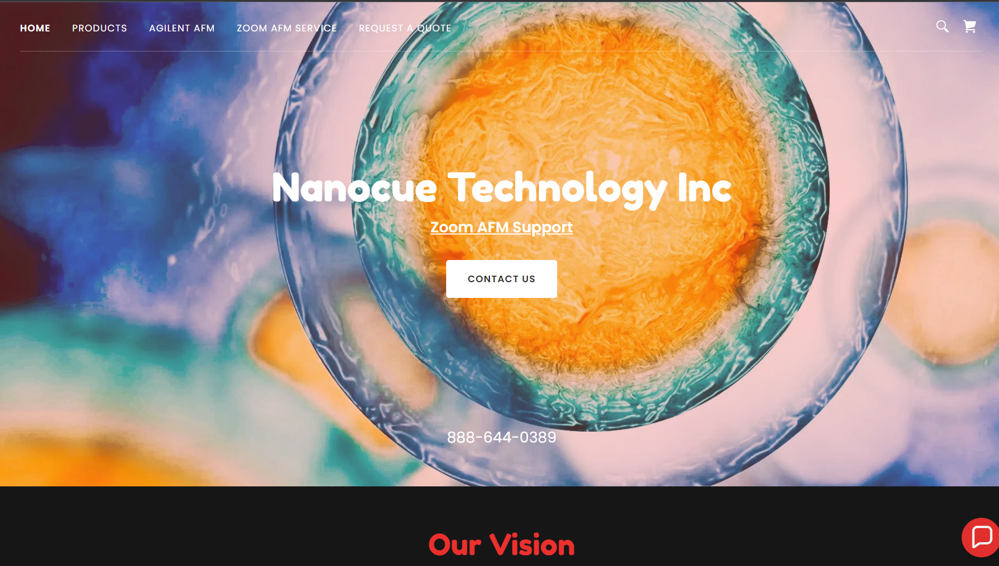 HOME PRODUCTS AGILENT AFM ZOOM AFM SERVICE REQUEST A QUOTE
Nanocue Technology Inc
Zoom AFM Support
CONTACT US
888-644-0389
Our Vision